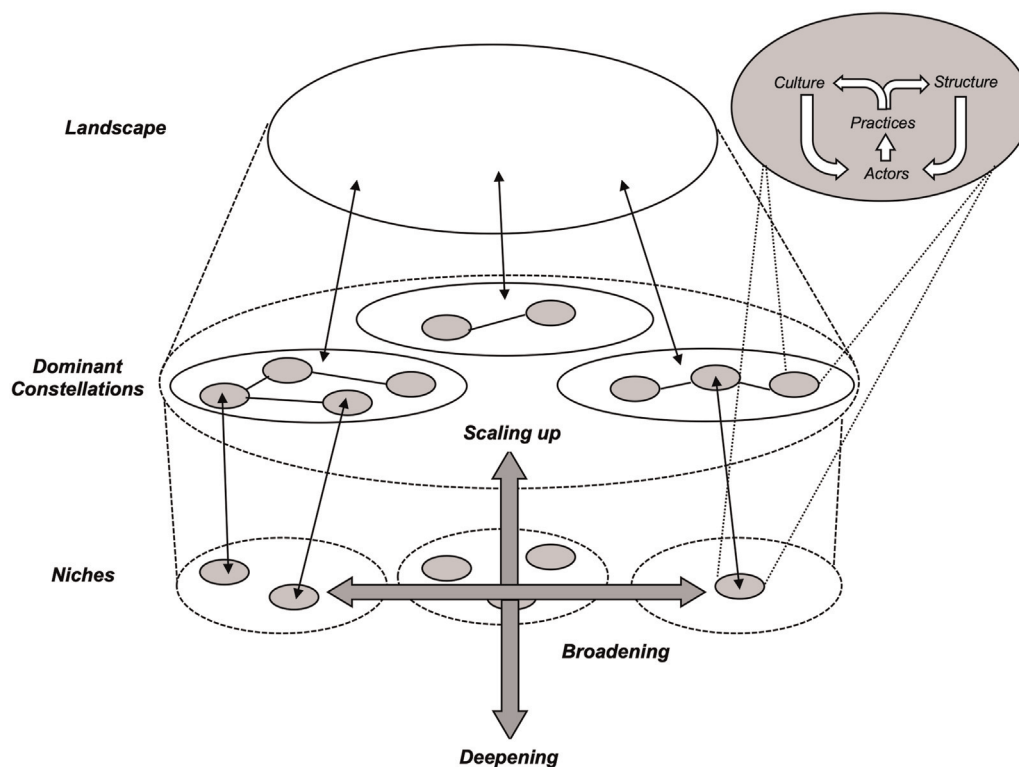 Culture
Structure
Practices
Actors
Landscape
Dominant
Constellations
Scaling up
Niches
Broadening
Deepening